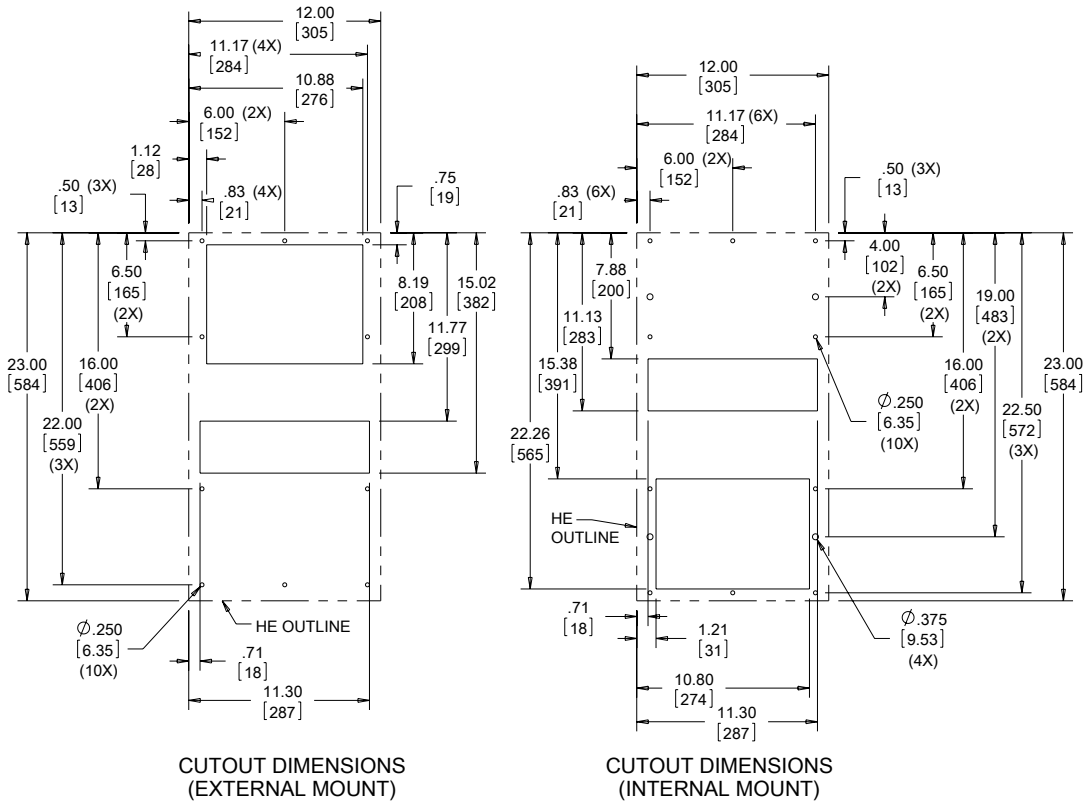 12.00
[305]
11.17 (4X)
[284]
10.88
[276]
6.00 (2X)
[152]
1.12
[28]
.50 (3X)
[13]
.83 (4X)
[21]
.75
[19]
6.50
[165]
(2X)
8.19
[208]
15.02
[382]
11.77
[299]
23.00
[584]
16.00
[406]
(2X)
22.00
[559]
(3X)
Ø.250
[6.35]
(10X)
HE OUTLINE
.71
[18]
11.30
[287]
CUTOUT DIMENSIONS
(EXTERNAL MOUNT)
12.00
[305]
11.17 (6X)
[284]
6.00 (2X)
[152]
.83 (6X)
[21]
.50 (3X)
[13]
7.88
[200]
4.00
[102]
(2X)
6.50
[165]
(2X)
11.13
[283]
19.00
[483]
(2X)
15.38
[391]
16.00
[406]
(2X)
23.00
[584]
Ø.250
[6.35]
(10X)
22.50
[572]
(3X)
22.26
[565]
HE
OUTLINE
.71
[18]
1.21
[31]
Ø.375
[9.53]
(4X)
10.80
[274]
11.30
[287]
CUTOUT DIMENSIONS
(INTERNAL MOUNT)